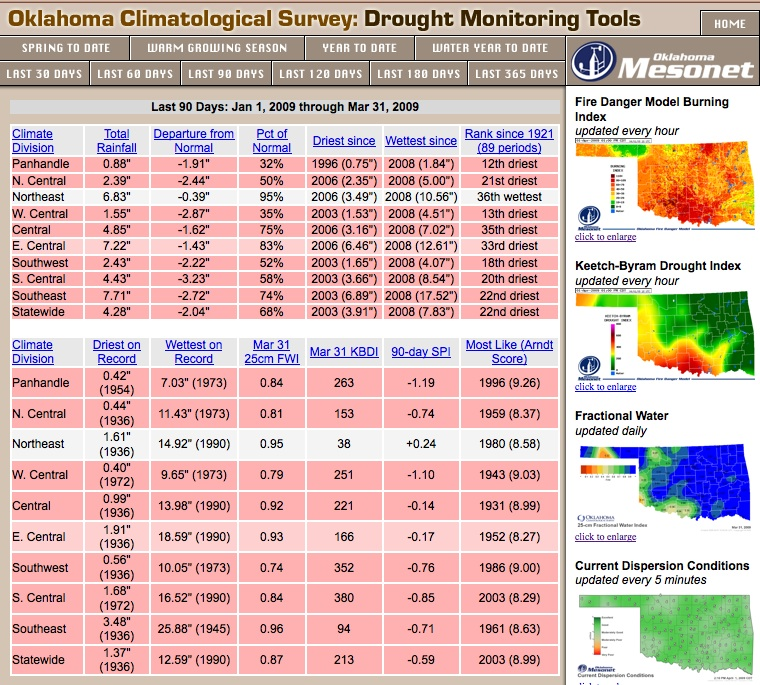 Oklahoma Climatological Survey: Drought Monitoring Tools
HOME
SPRING TO DATE WARM GROWING SEASON YEAR TO DATE WATER YEAR TO DATE
LAST 30 DAYS LAST 60 DAYS LAST 90 DAYS LAST 120 DAYS LAST 180 DAYS LAST 365 DAYS
Oklahoma
Mesonet
Last 90 Days: Jan 1, 2009 through Mar 31, 2009
Climate Division Total Rainfall Departure from Normal Pct of Normal Driest since Wettest since Rank since 1921 (89 periods)
Panhandle 0.88" -1.91" 32% 1996 (0.75") 2008 (1.84") 12th driest
N. Central 2.39" -2.44" 50% 2006 (2.35") 2008 (5.00") 21st driest
Northeast 6.83" -0.39" 95% 2006 (3.49") 2008 (10.56") 36th wettest
W. Central 1.55" -2.87" 35% 2003 (1.53") 2008 (4.51") 13th driest
Central 4.85" -1.62" 75% 2006 (3.16") 2008 (7.02") 35th driest
E. Central 7.22" -1.43" 83% 2006 (6.46") 2008 (12.61") 33rd driest
Southwest 2.43" -2.22" 52% 2003 (1.65") 2008 (4.07") 18th driest
S. Central 4.43" -3.23" 58% 2003 (3.66") 2008 (8.54") 20th driest
Southeast 7.71" -2.72" 74% 2003 (6.89") 2008 (17.52") 22nd driest
Statewide 4.28" -2.04" 68% 2003 (3.91") 2008 (7.83") 22nd driest
Climate Division Driest on Record Wettest on Record Mar 31 25cm FWI Mar 31 KBDI 90-day SPI Most Like (Arndt Score)
Panhandle 0.42" (1954) 7.03" (1973) 0.84 263 -1.19 1996 (9.26)
N. Central 0.44" (1936) 11.43" (1973) 0.81 153 -0.74 1959 (8.37)
Northeast 1.61" (1936) 14.92" (1990) 0.95 38 +0.24 1980 (8.58)
W. Central 0.40" (1972) 9.65" (1973) 0.79 251 -1.10 1943 (9.03)
Central 0.99" (1936) 13.98" (1990) 0.92 221 -0.14 1931 (8.99)
E. Central 1.91" (1936) 18.59" (1990) 0.93 166 -0.17 1952 (8.27)
Southwest 0.56" (1936) 10.05" (1973) 0.74 352 -0.76 1986 (9.00)
S. Central 1.68" (1972) 16.52" (1990) 0.84 380 -0.85 2003 (8.29)
Southeast 3.48" (1936) 25.88" (1945) 0.96 94 -0.71 1961 (8.63)
Statewide 1.37" (1936) 12.59" (1990) 0.87 213 -0.59 2003 (8.99)
Fire Danger Model Burning
Index
updated every hour
Mesonet
click to enlarge
Keetch-Byram Drought Index
updated every hour
Mesonet
click to enlarge
Fractional Water
updated daily
OKLAHOMA
25-cm Fractional Water Index
click to enlarge
Current Dispersion Conditions
updated every 5 minutes
Mesonet
Current Dispersion Conditions